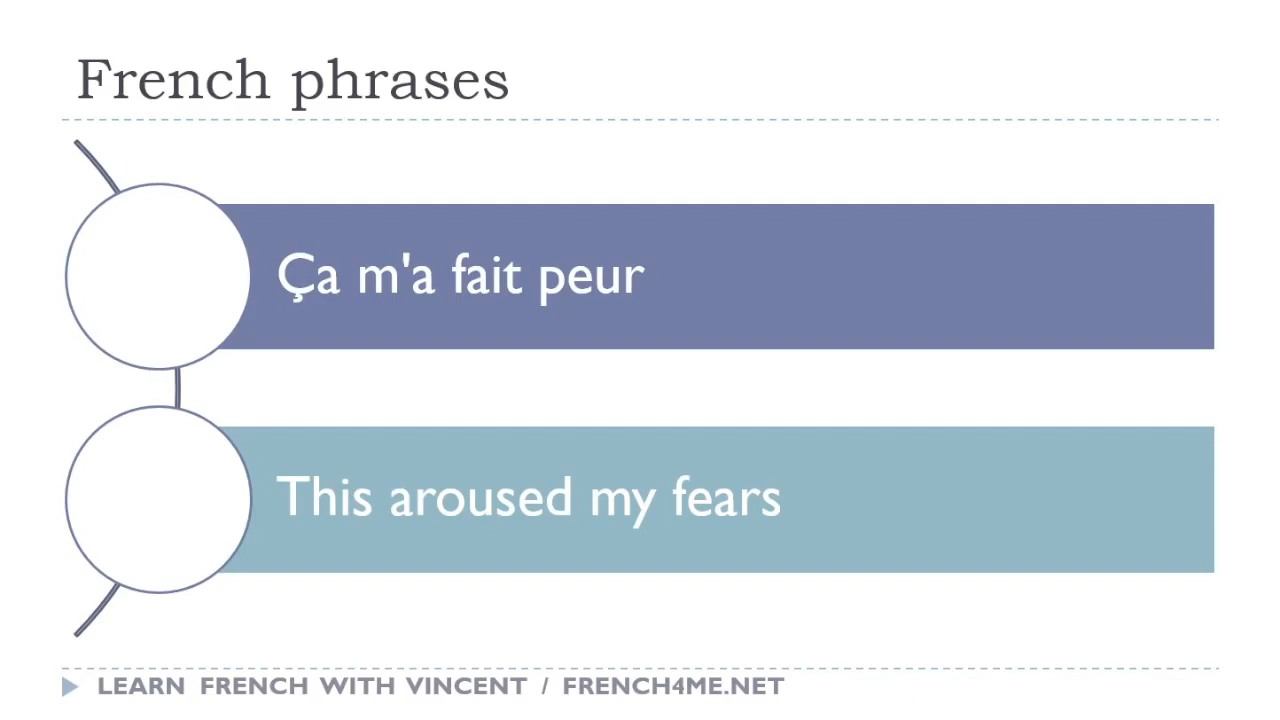 French phrases
Ça m'a fait peur
This aroused my fears
LEARN FRENCH WITH VINCENT / FRENCH4ME.NET